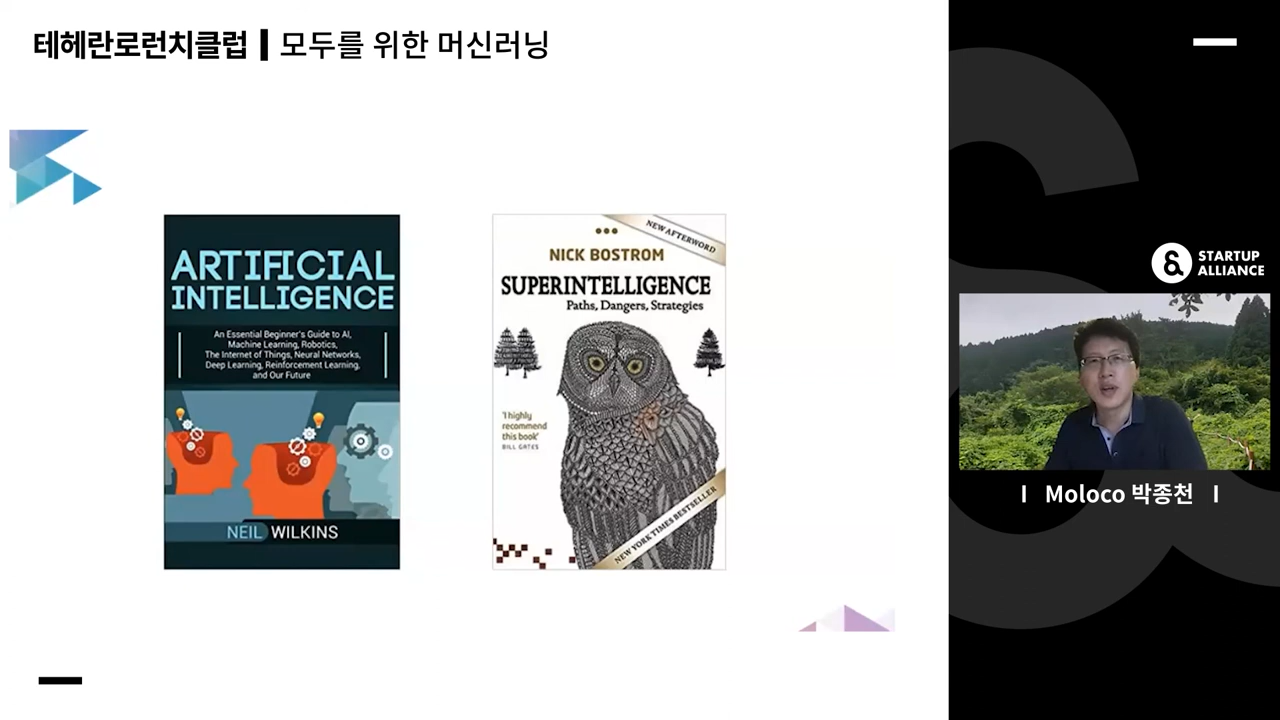 테헤란로런치클럽 | 모두를 위한 머신러닝
ARTIFICIAL
INTELLIGENCE
An Essential Beginner's Guide to AI,
Machine Learning, Robotics,
The Internet of Things, Neural Networks,
Deep Learning, Reinforcement Learning,
and Our Future
NEIL WILKINS
NEW AFTERWORD
NICK BOSTROM
SUPERINTELLIGENCE
Paths, Dangers, Strategies
'I highly
recommend
this book'
BILL GATES
NEW YORK TIMES BESTSELLER
STARTUP
ALLIANCE
| Moloco 박종천 |